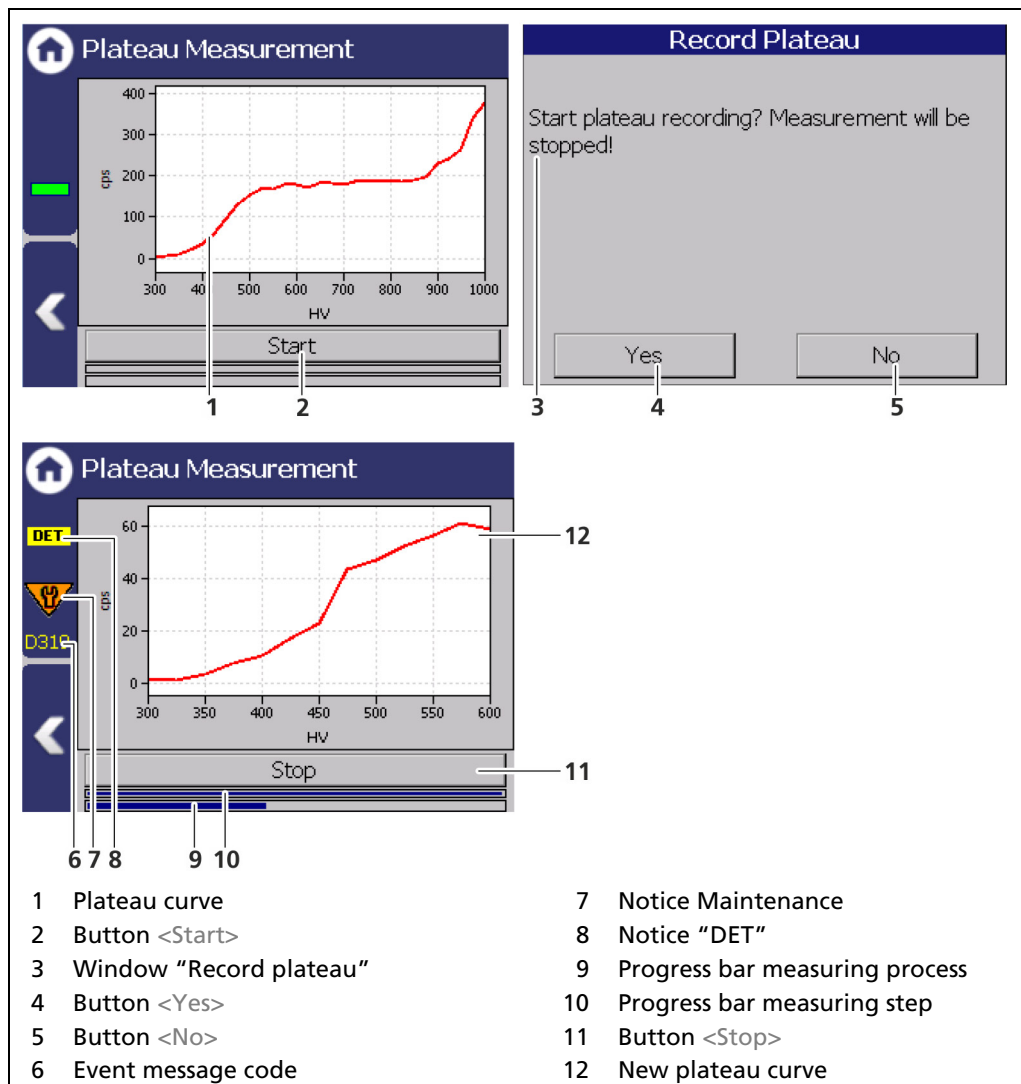 Plateau Measurement
400
300
200
100
0
cps
300 40 500 600 700 800 900 1000
HV
Start
1 2
Record Plateau
Start plateau recording? Measurement will be
stopped!
Yes No
3 4 5
Plateau Measurement
DET
D319
60
40
20
0
cps
300 350 400 450 500 550 600
HV
Stop
12
11
6 7 8 9 10
1 Plateau curve
2 Button <Start>
3 Window “Record plateau”
4 Button <Yes>
5 Button <No>
6 Event message code
7 Notice Maintenance
8 Notice “DET”
9 Progress bar measuring process
10 Progress bar measuring step
11 Button <Stop>
12 New plateau curve